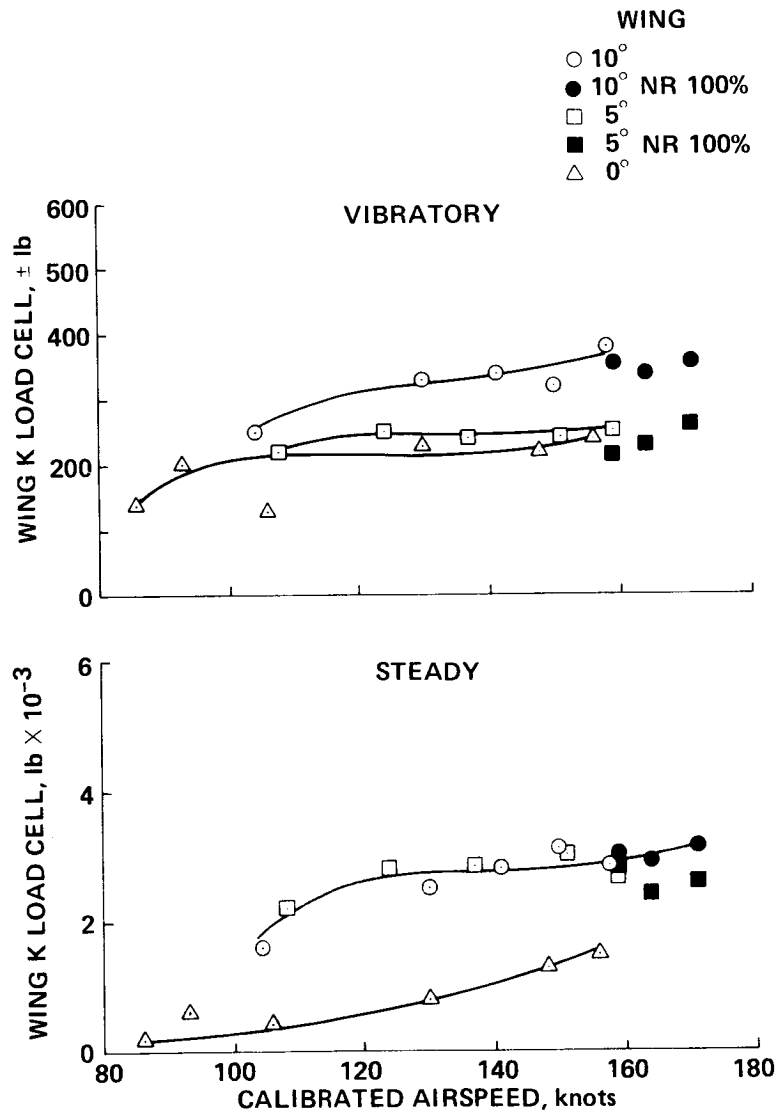 WING
10°
10° NR 100%
5°
5° NR 100%
0°
VIBRATORY
WING K LOAD CELL, ± lb
600
400
200
0
STEADY
WING K LOAD CELL, lb × 10⁻³
6
4
2
0
80 100 120 140 160 180
CALIBRATED AIRSPEED, knots